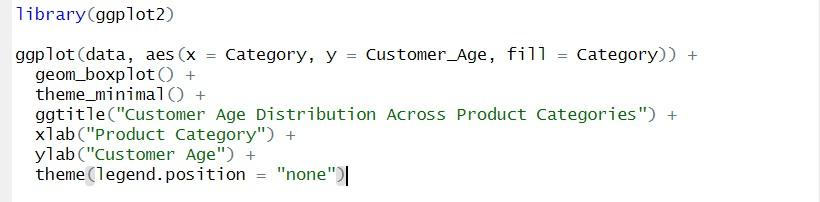 library(ggplot2)
ggplot(data, aes(x = Category, y = Customer_Age, fill = Category)) +
geom_boxplot() +
theme_minimal() +
ggtitle("Customer Age Distribution Across Product Categories") +
xlab("Product Category") +
ylab("Customer Age") +
theme(legend.position = "none")